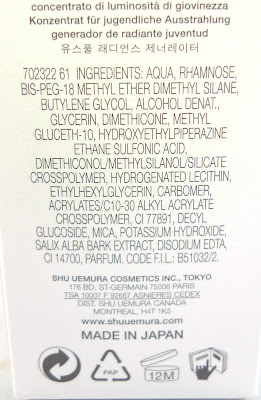 concentrato di luminosità di giovinezza
Konzentrat für jugendliche Ausstrahlung
generador de radiante juventud
유스풀 래디언스 제너레이터
702322 61 INGREDIENTS: AQUA, RHAMNOSE,
BIS-PEG-18 METHYL ETHER DIMETHYL SILANE,
BUTYLENE GLYCOL, ALCOHOL DENAT.,
GLYCERIN, DIMETHICONE, METHYL
GLUCETH-10, HYDROXYETHYLPIPERAZINE
ETHANE SULFONIC ACID,
DIMETHICONOL/METHYLSILANOL/SILICATE
CROSSPOLYMER, HYDROGENATED LECITHIN,
ETHYLHEXYLGLYCERIN, CARBOMER,
ACRYLATES/C10-30 ALKYL ACRYLATE
CROSSPOLYMER, CI 77891, DECYL
GLUCOSIDE, MICA, POTASSIUM HYDROXIDE,
SALIX ALBA BARK EXTRACT, DISODIUM EDTA,
CI 14700, PARFUM. CODE F.I.L.: B51032/2.
SHU UEMURA COSMETICS INC., TOKYO
176 BD. ST-GERMAIN 75006 PARIS
TSA 10007 F 92667 ASNIERES CEDEX
DIST. SHU UEMURA CANADA
MONTREAL, H4T 1K5
www.shuuemura.com
MADE IN JAPAN
PAP
12M